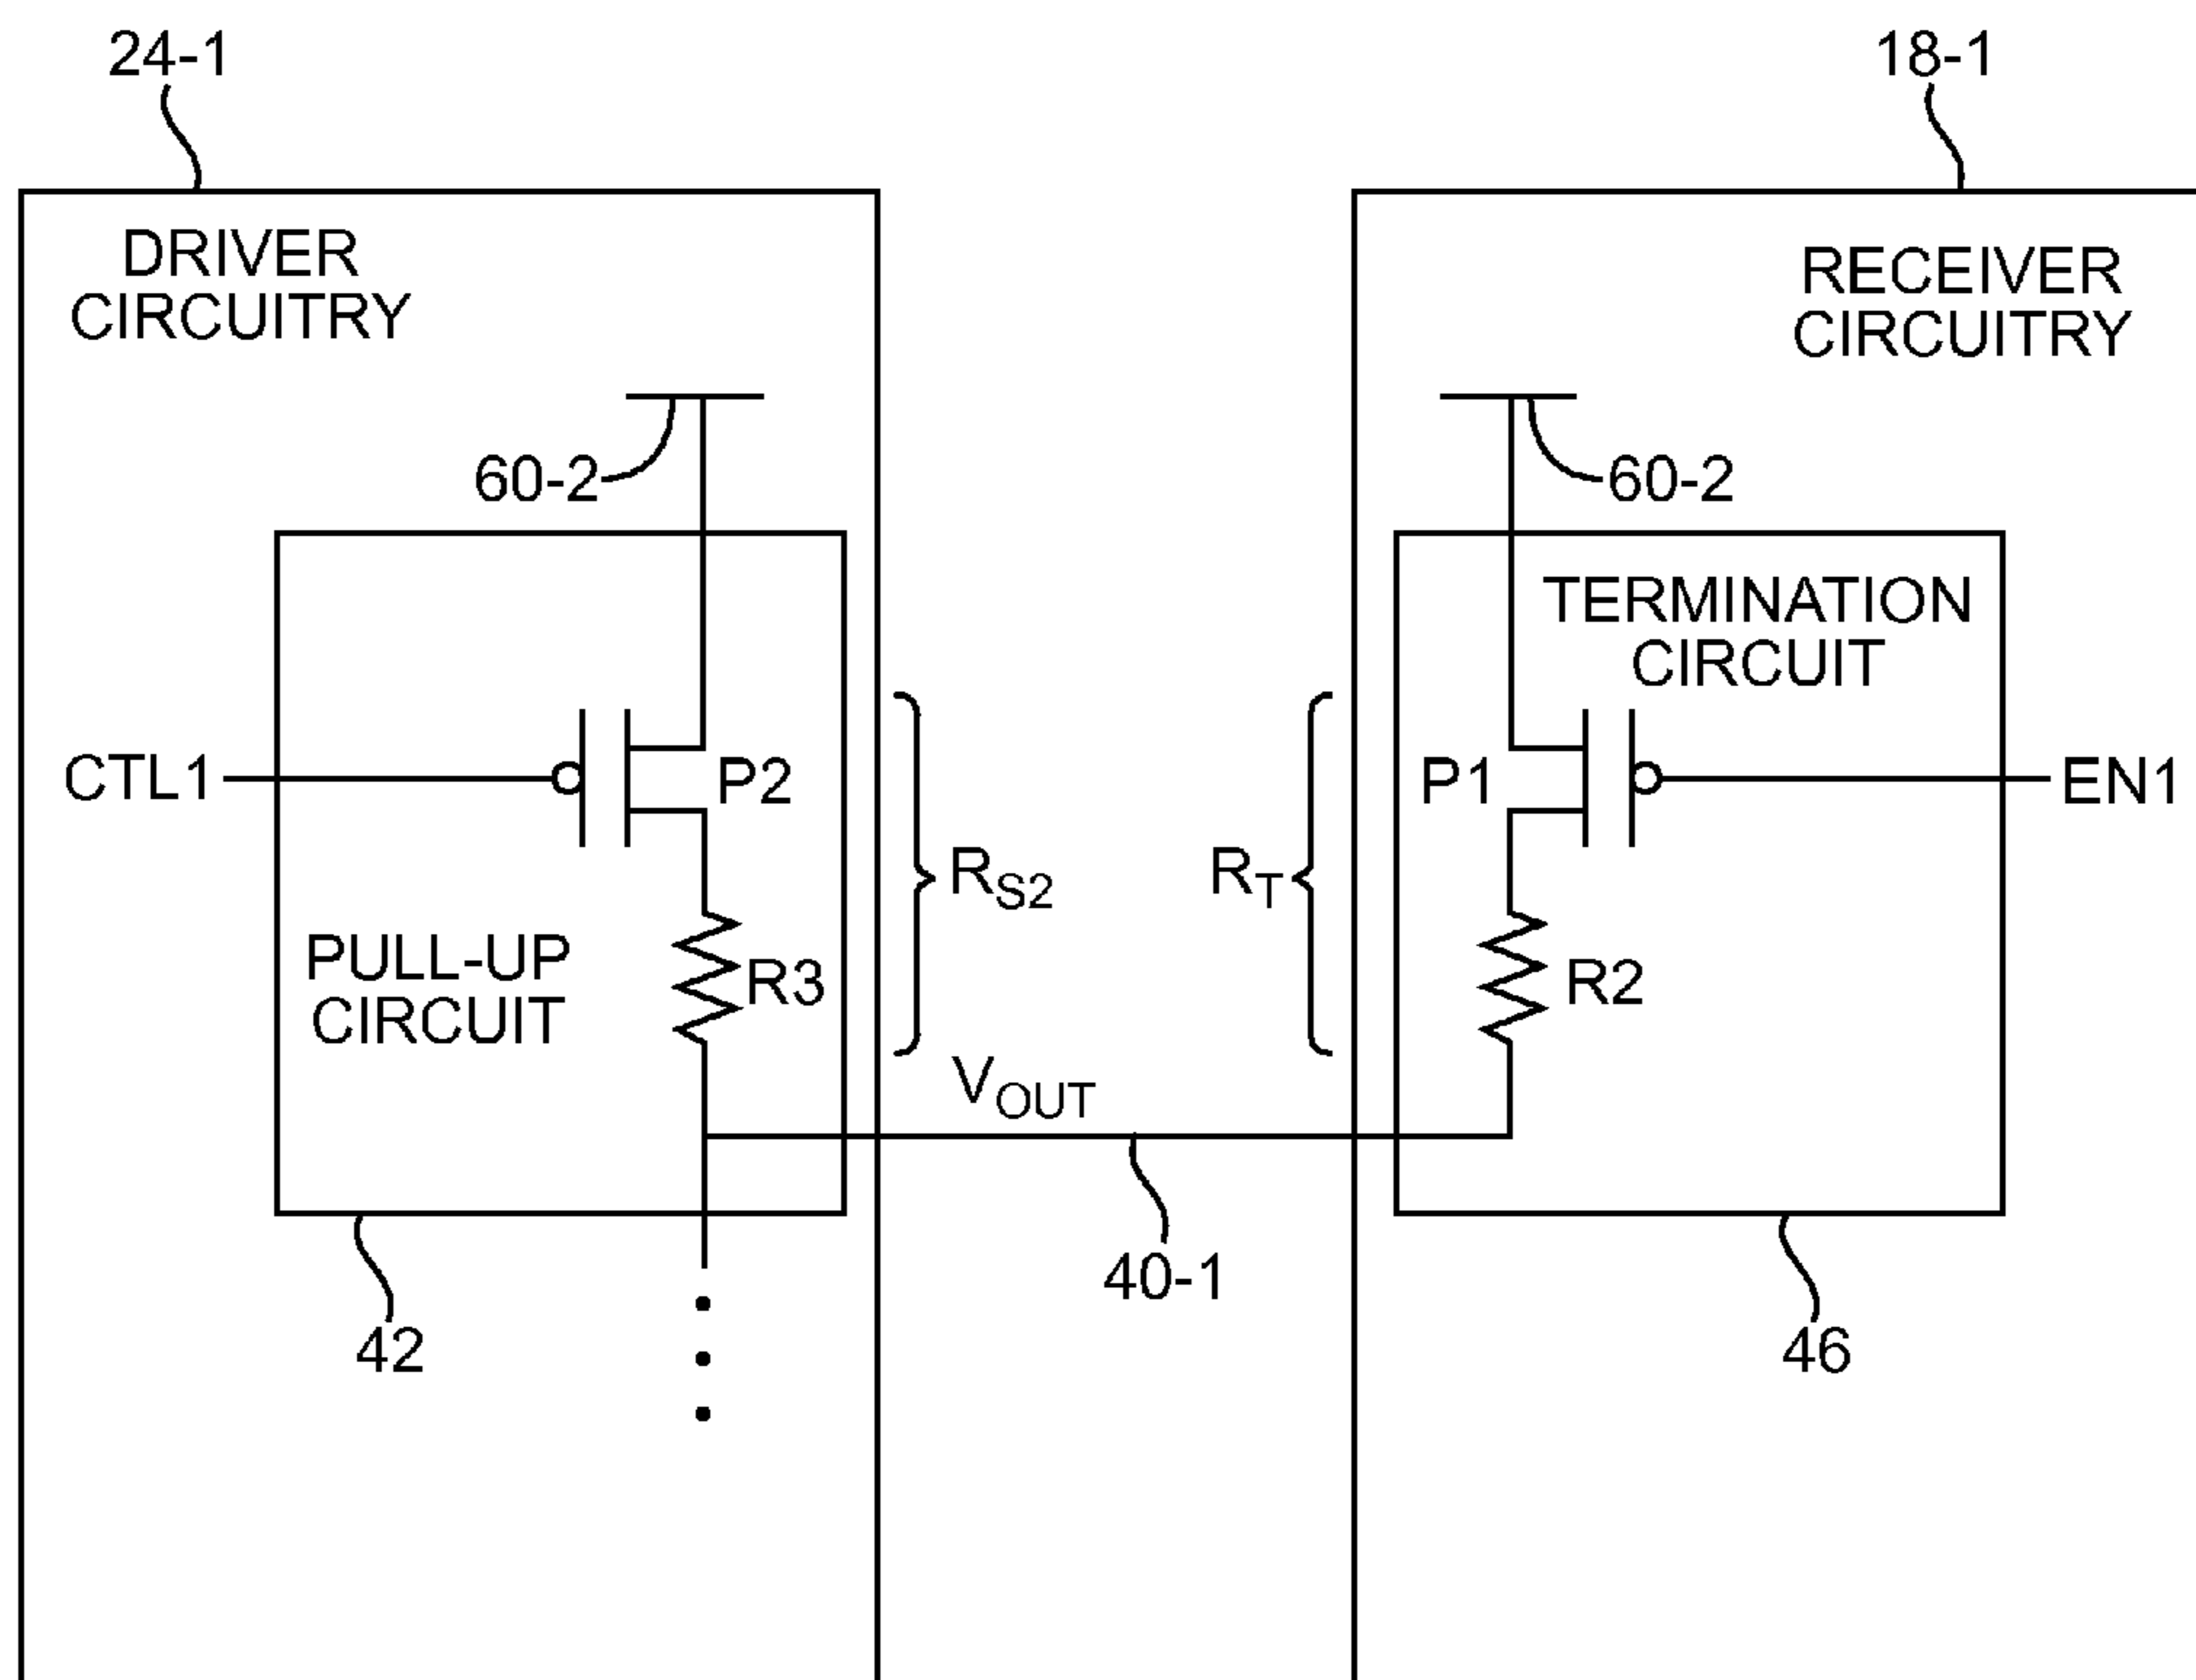 24-1
18-1
DRIVER
CIRCUITRY
RECEIVER
CIRCUITRY
60-2
60-2
TERMINATION
CIRCUIT
CTL1
P2
P1
EN1
RS2
RT
PULL-UP
CIRCUIT
R3
R2
VOUT
40-1
42
46